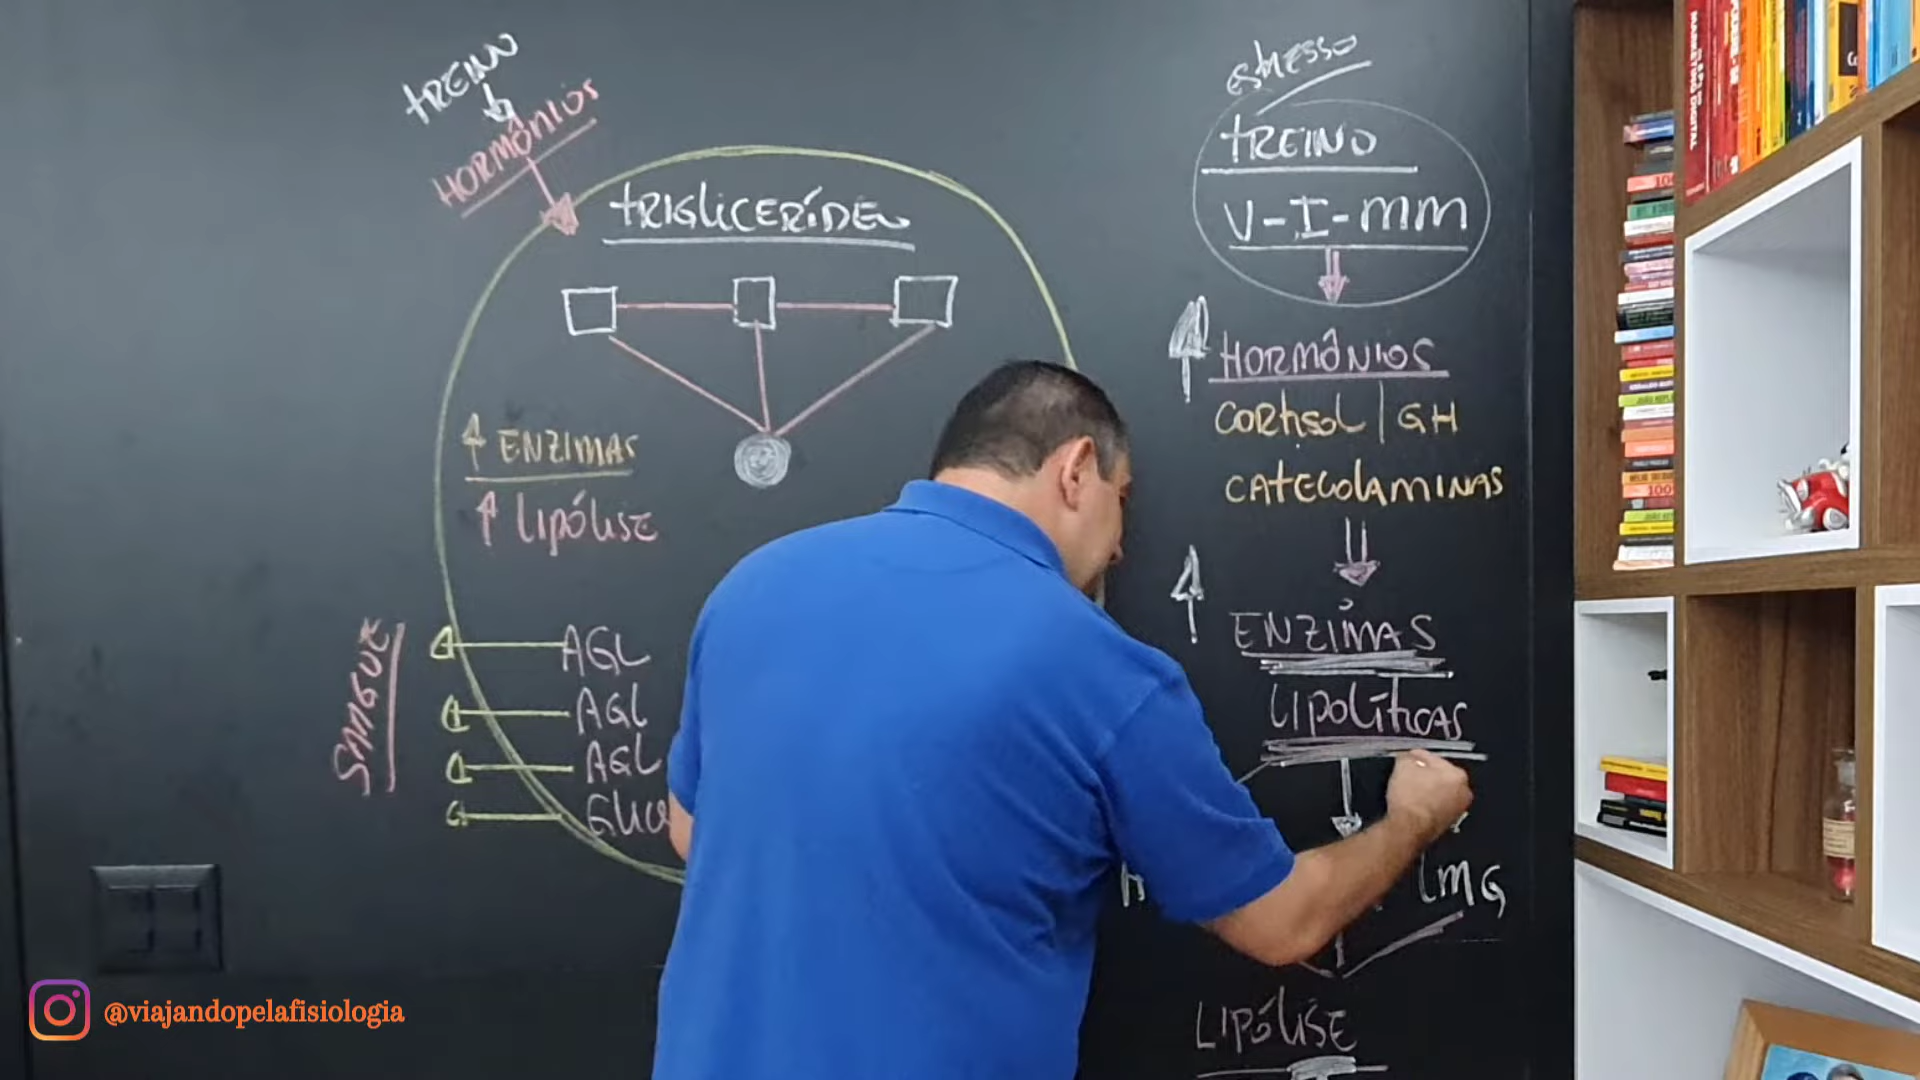 TREINO
HORMÔNIOS
TRIGLICERÍDEO
↑ ENZIMAS
↑ LIPÓLISE
SANGUE
AGL
AGL
AGL
estresso
TREINO
V-I-MM
↑ HORMÔNIOS
CORTISOL | GH
CATECOLAMINAS
↑ ENZIMAS
LIPOLÍTICAS
LMG
LIPÓLISE
@viajandopelafisiologia